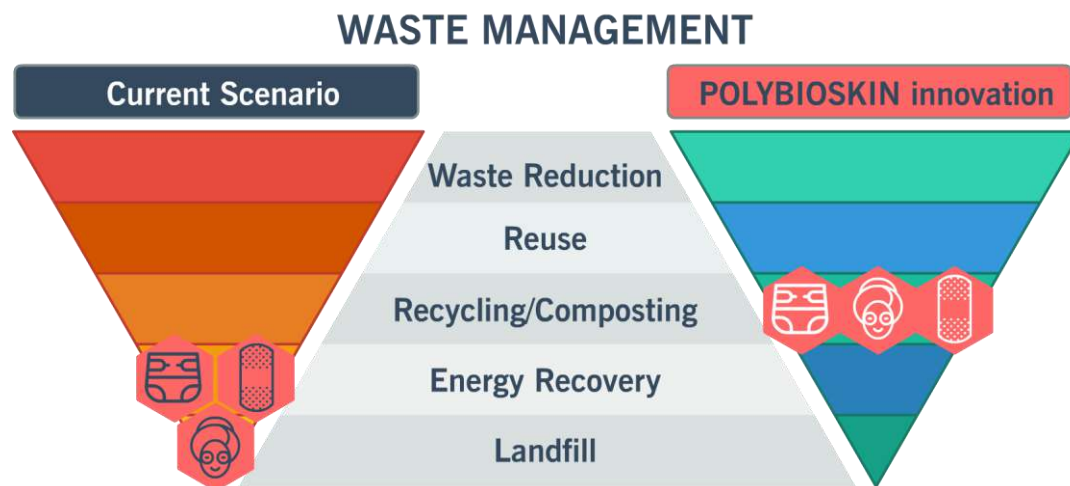 WASTE MANAGEMENT
Current Scenario
POLYBIOSKIN innovation
Waste Reduction
Reuse
Recycling/Composting
Energy Recovery
Landfill